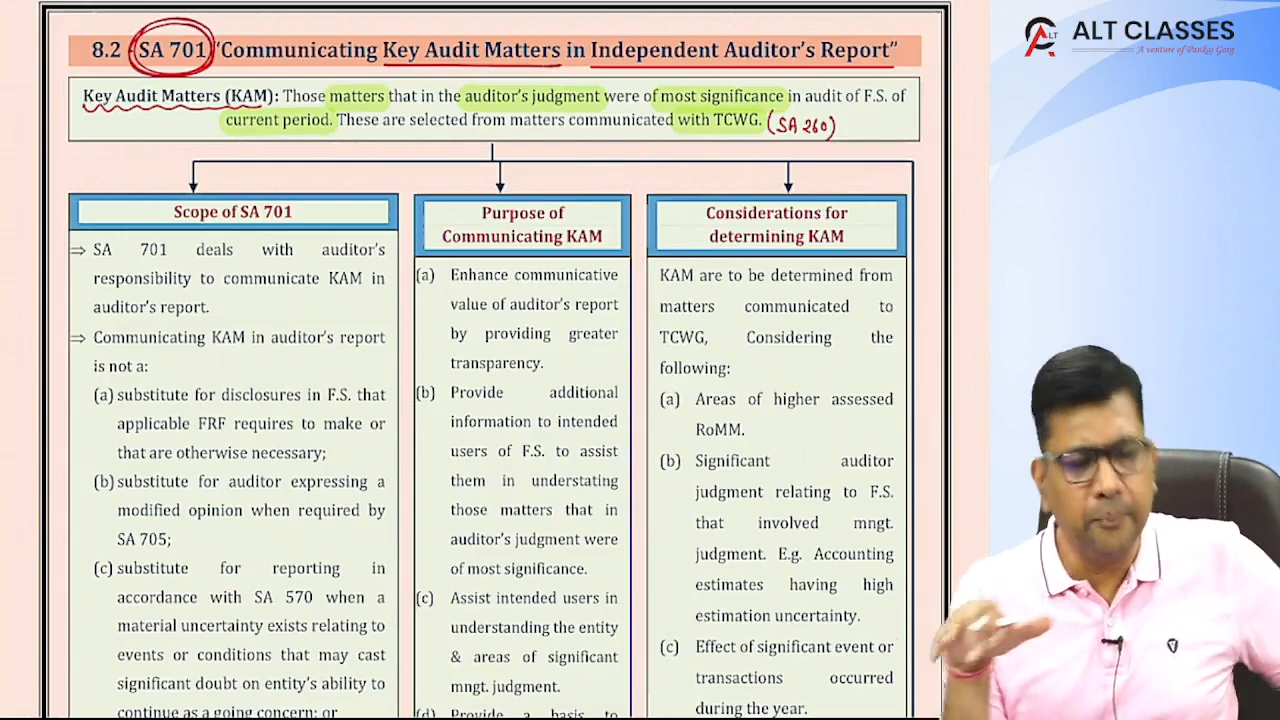 8.2 - SA 701 "Communicating Key Audit Matters in Independent Auditor's Report"
Key Audit Matters (KAM): Those matters that in the auditor's judgment were of most significance in audit of F.S. of
current period. These are selected from matters communicated with TCWG. (SA 260)
Scope of SA 701
⇒ SA 701 deals with auditor's
responsibility to communicate KAM in
auditor's report.
⇒ Communicating KAM in auditor's report
is not a:
(a) substitute for disclosures in F.S. that
applicable FRF requires to make or
that are otherwise necessary;
(b) substitute for auditor expressing a
modified opinion when required by
SA 705;
(c) substitute for reporting in
accordance with SA 570 when a
material uncertainty exists relating to
events or conditions that may cast
significant doubt on entity's ability to
continue as a going concern; or
Purpose of
Communicating KAM
(a) Enhance communicative
value of auditor's report
by providing greater
transparency.
(b) Provide additional
information to intended
users of F.S. to assist
them in understating
those matters that in
auditor's judgment were
of most significance.
(c) Assist intended users in
understanding the entity
& areas of significant
mngt. judgment.
(d) Provide a basis to
Considerations for
determining KAM
KAM are to be determined from
matters communicated to
TCWG, Considering the
following:
(a) Areas of higher assessed
RoMM.
(b) Significant auditor
judgment relating to F.S.
that involved mngt.
judgment. E.g. Accounting
estimates having high
estimation uncertainty.
(c) Effect of significant event or
transactions occurred
during the year.
ALT
ALT CLASSES
A venture of Pankaj Garg